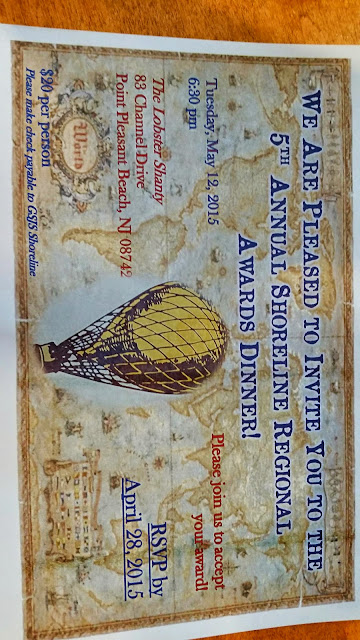 WE ARE PLEASED TO INVITE YOU TO THE
5TH ANNUAL SHORELINE REGIONAL
AWARDS DINNER!
Tuesday, May 12, 2015
6:30 pm
The Lobster Shanty
83 Channel Drive
Point Pleasant Beach, NJ 08742
Please join us to accept
your award!
RSVP by
April 28, 2015
World
$20 per person
Please make check payable to GSJS Shoreline